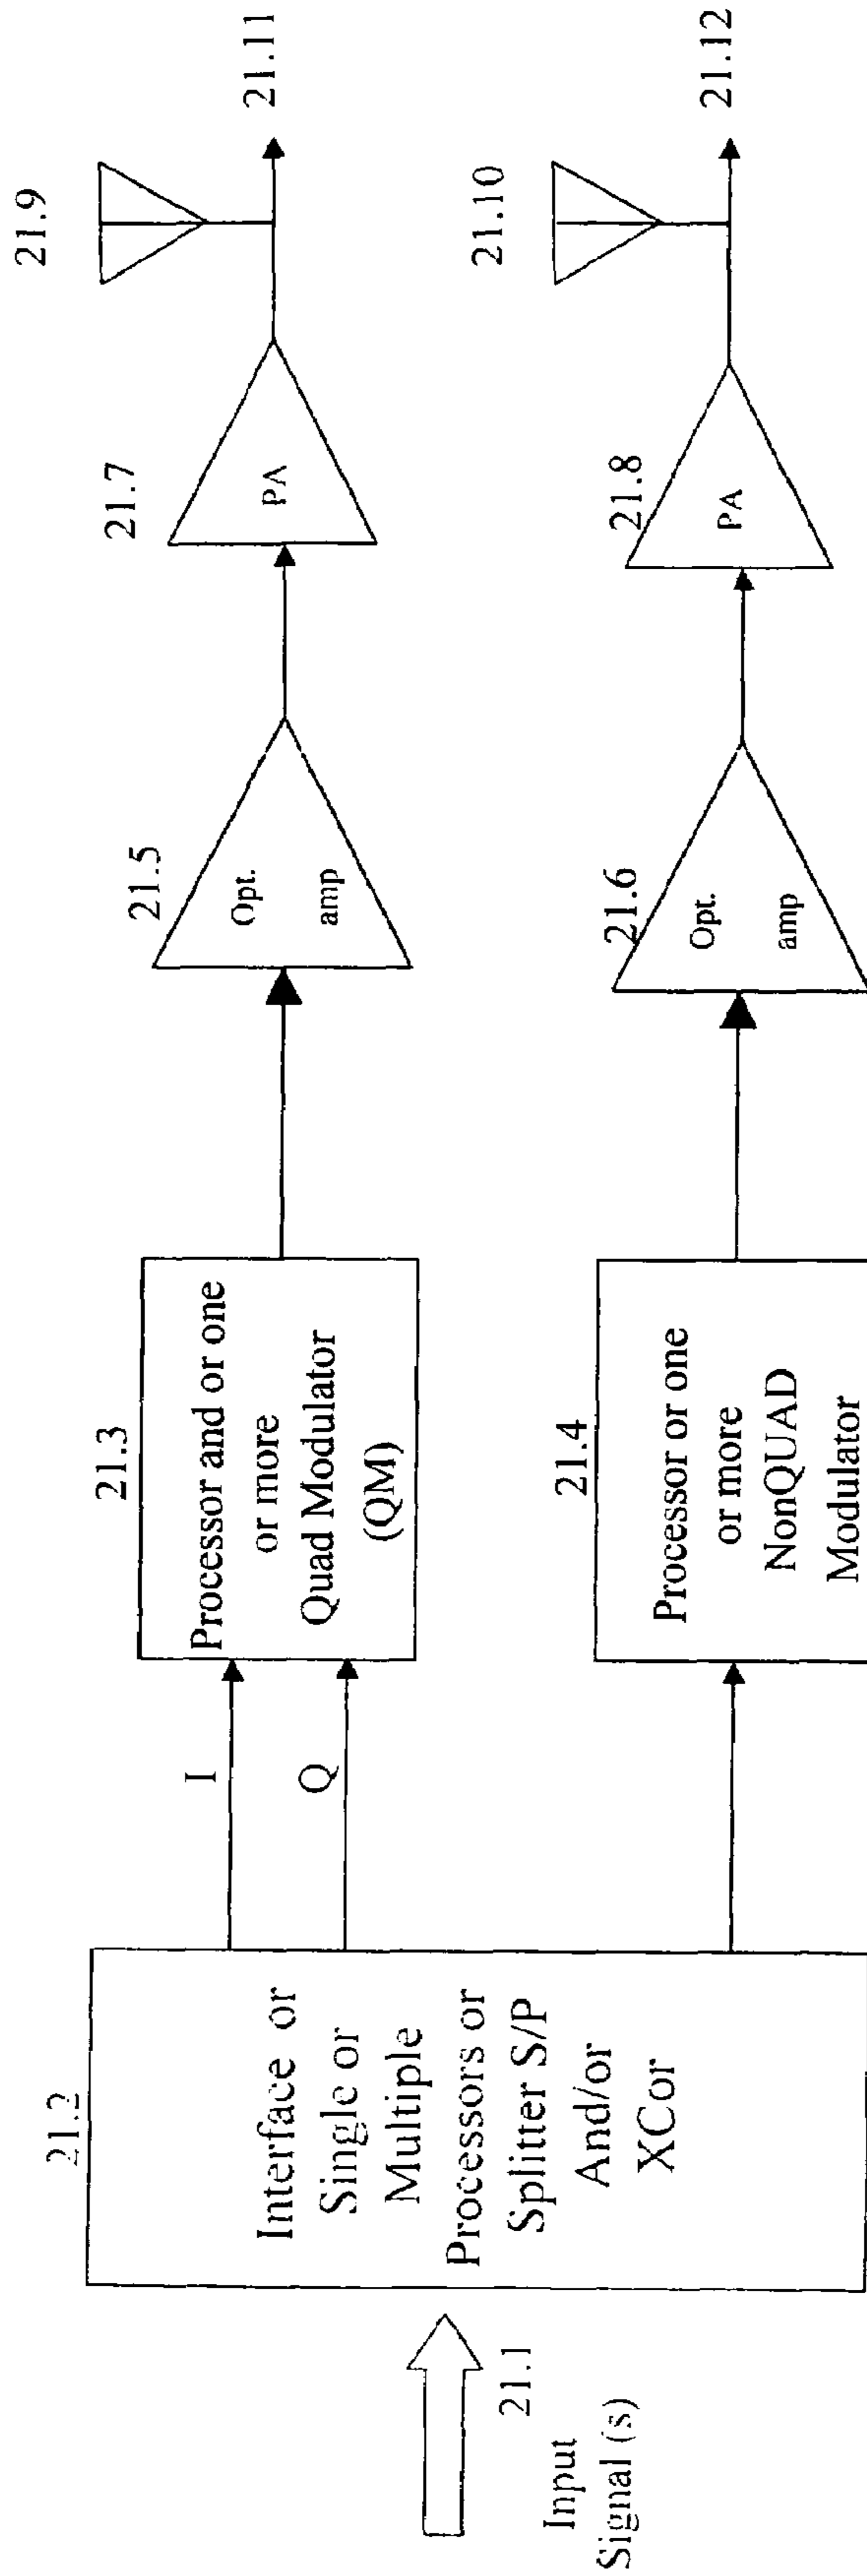 21.1
Input
Signal (s)
21.2
Interface or
Single or
Multiple
Processors or
Splitter S/P
And/or
XCor
I
Q
21.3
Processor and or one
or more
Quad Modulator
(QM)
21.5
Opt.
amp
21.7
PA
21.9
21.11
21.4
Processor or one
or more
NonQUAD
Modulator
21.6
Opt.
amp
21.8
PA
21.10
21.12